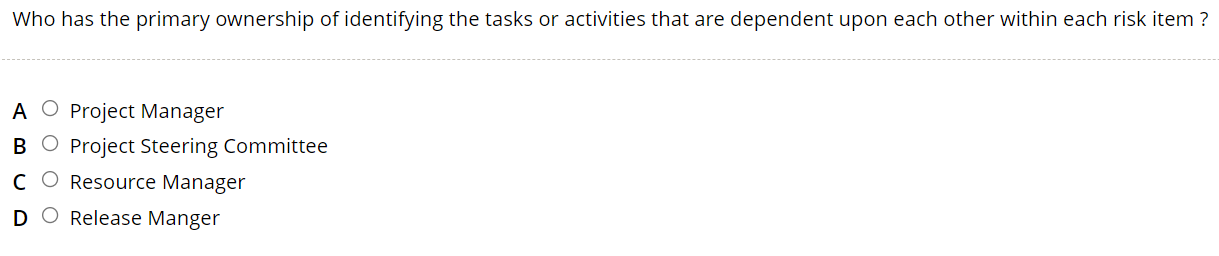 Who has the primary ownership of identifying the tasks or activities that are dependent upon each other within each risk item ?
A Project Manager
B Project Steering Committee
C Resource Manager
D Release Manger